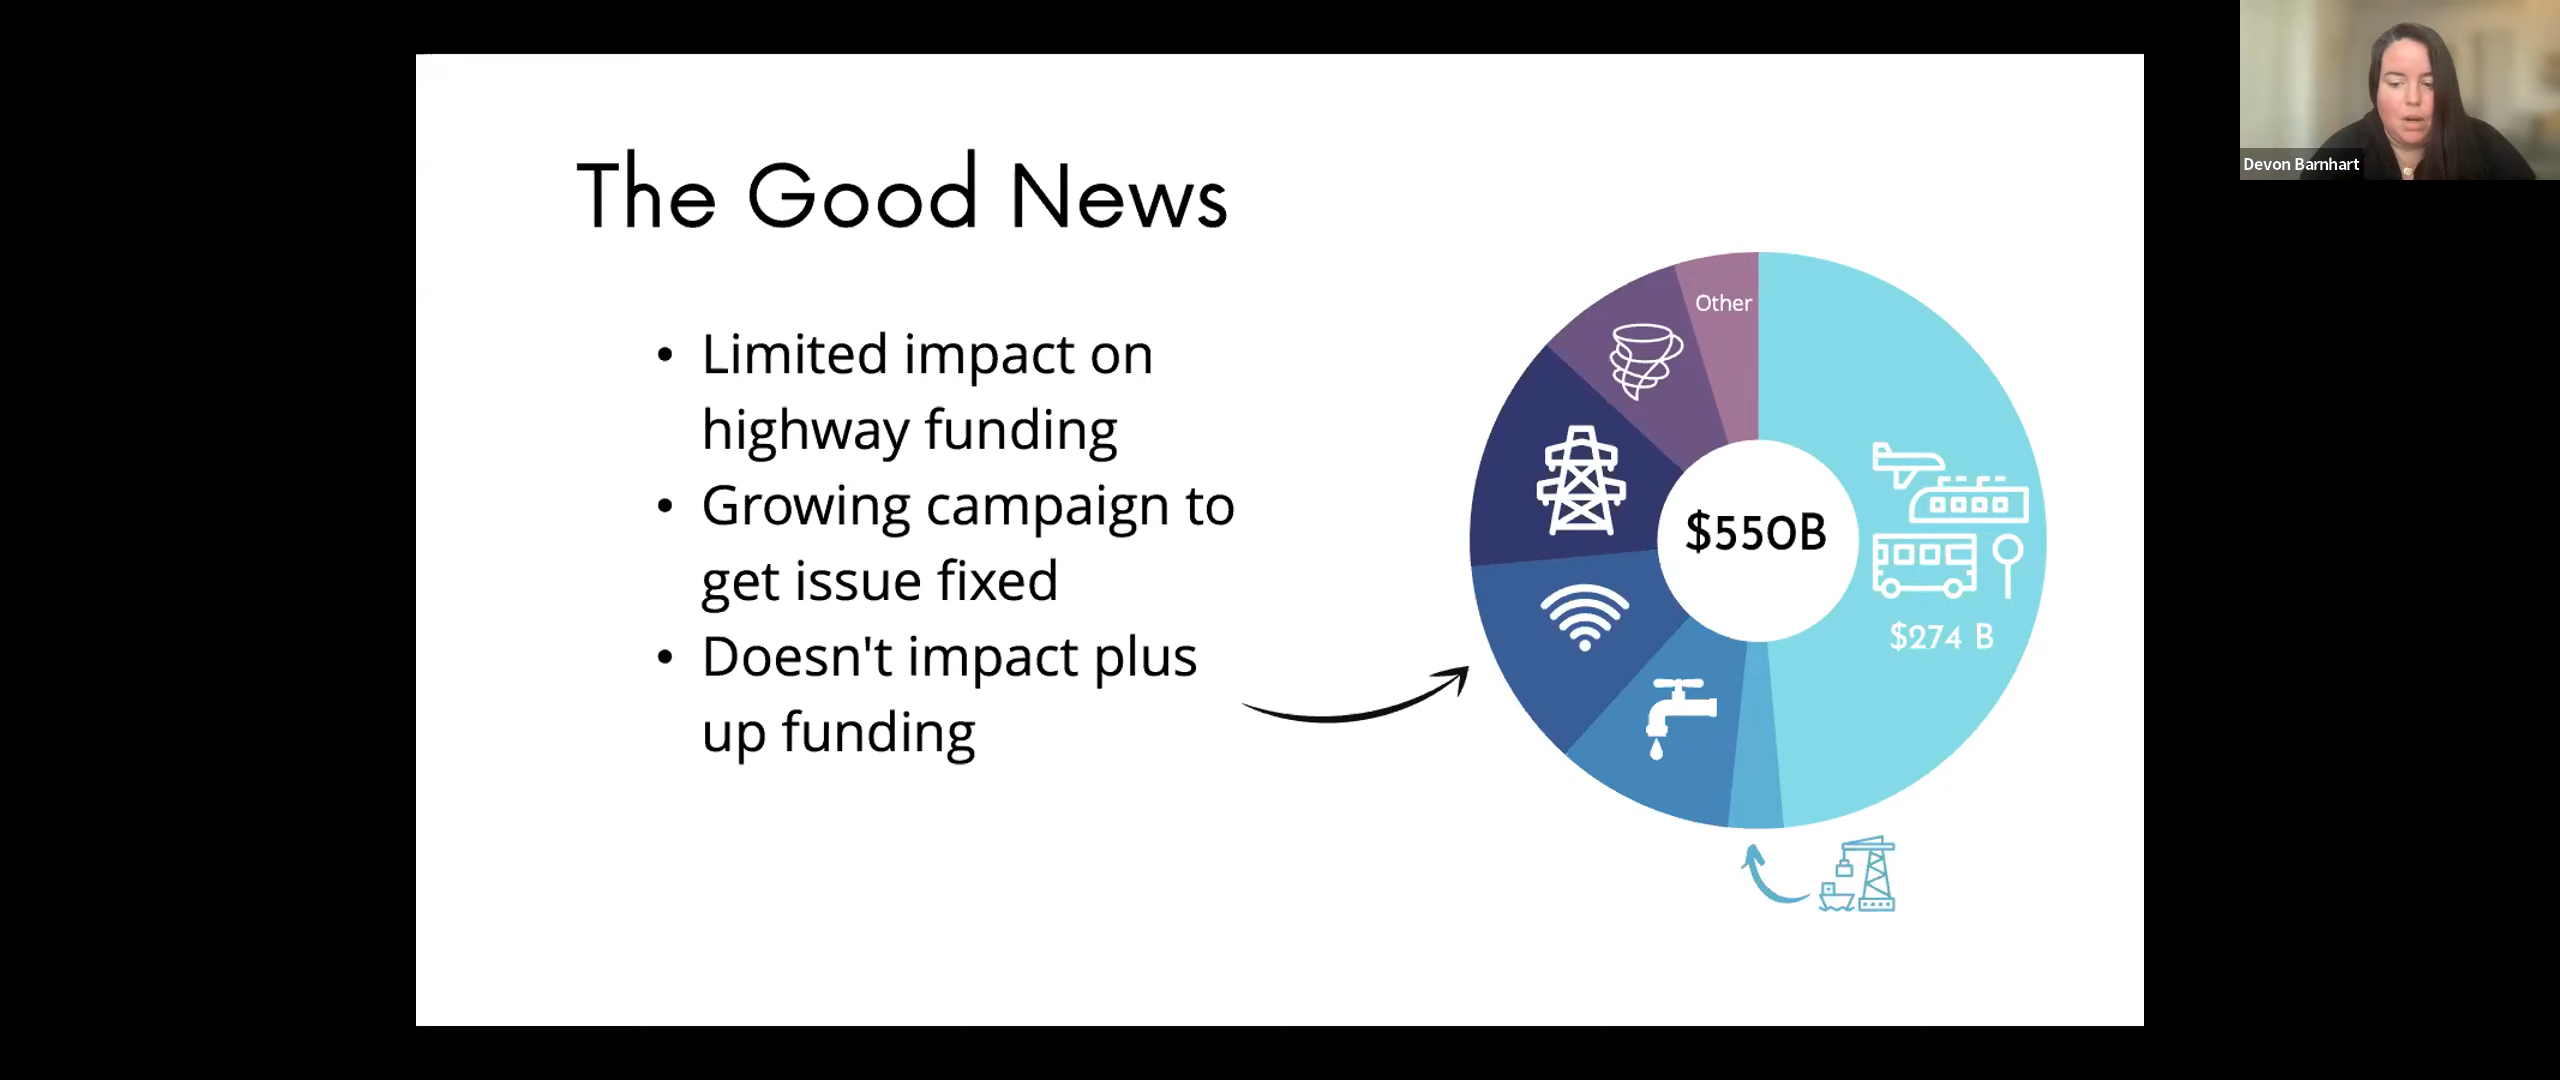 The Good News
• Limited impact on
highway funding
• Growing campaign to
get issue fixed
• Doesn't impact plus
up funding
Other
$550B
$274 B
Devon Barnhart